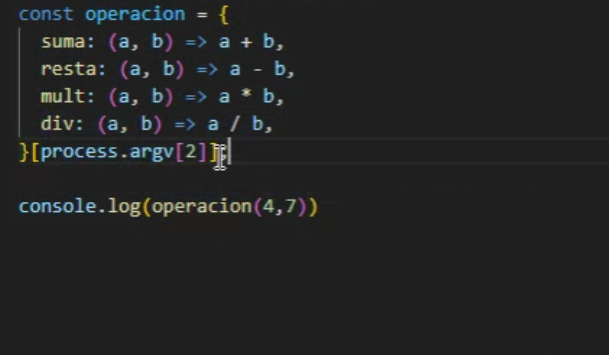 const operacion = {
suma: (a, b) => a + b,
resta: (a, b) => a - b,
mult: (a, b) => a * b,
div: (a, b) => a / b,
}[process.argv[2]];
console.log(operacion(4,7))